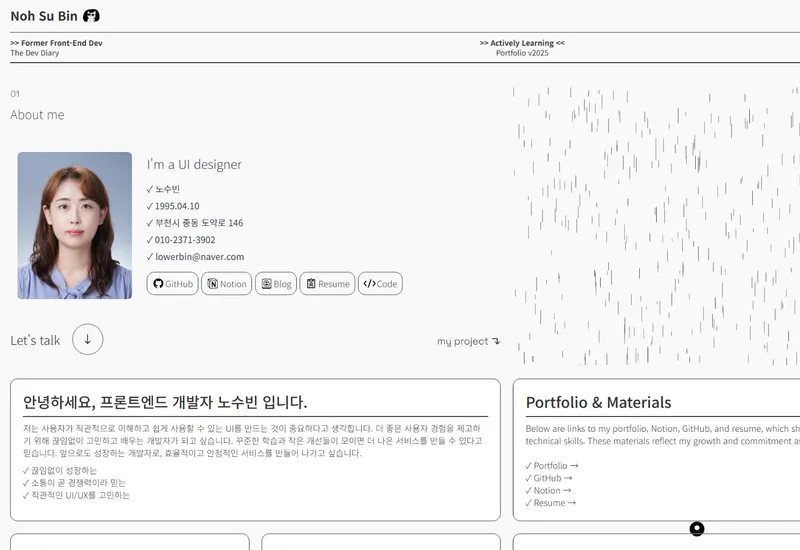 Noh Su Bin
>> Former Front-End Dev
The Dev Diary
>> Actively Learning <<
Portfolio v2025
01
About me
I'm a UI designer
✓ 노수빈
✓ 1995.04.10
✓ 부천시 중동 도약로 146
✓ 010-2371-3902
✓ lowerbin@naver.com
GitHub
Notion
Blog
Resume
Code
Let's talk ↓
my project
안녕하세요, 프론트엔드 개발자 노수빈 입니다.
저는 사용자가 직관적으로 이해하고 쉽게 사용할 수 있는 UI를 만드는 것이 중요하다고 생각힙니다. 더 좋은 사용자 경험을 제고하
기 위해 끊임없이 고민하고 배우는 개발자가 되고 싶습니다. 꾸준한 학습과 작은 개선들이 모이면 더 나은 서비스를 만들 수 있다고
믿습니다. 앞으로도 성장하는 개발자로, 효율적이고 안정적인 서비스를 만들어 나가고 싶습니다.
✓ 끊임없이 성장하는
✓ 소통이 곧 경쟁력이라 믿는
✓ 직관적인 UI/UX를 고민하는
Portfolio & Materials
Below are links to my portfolio, Notion, GitHub, and resume, which sh
technical skills. These materials reflect my growth and commitment as
✓ Portfolio →
✓ GitHub →
✓ Notion →
✓ Resume →